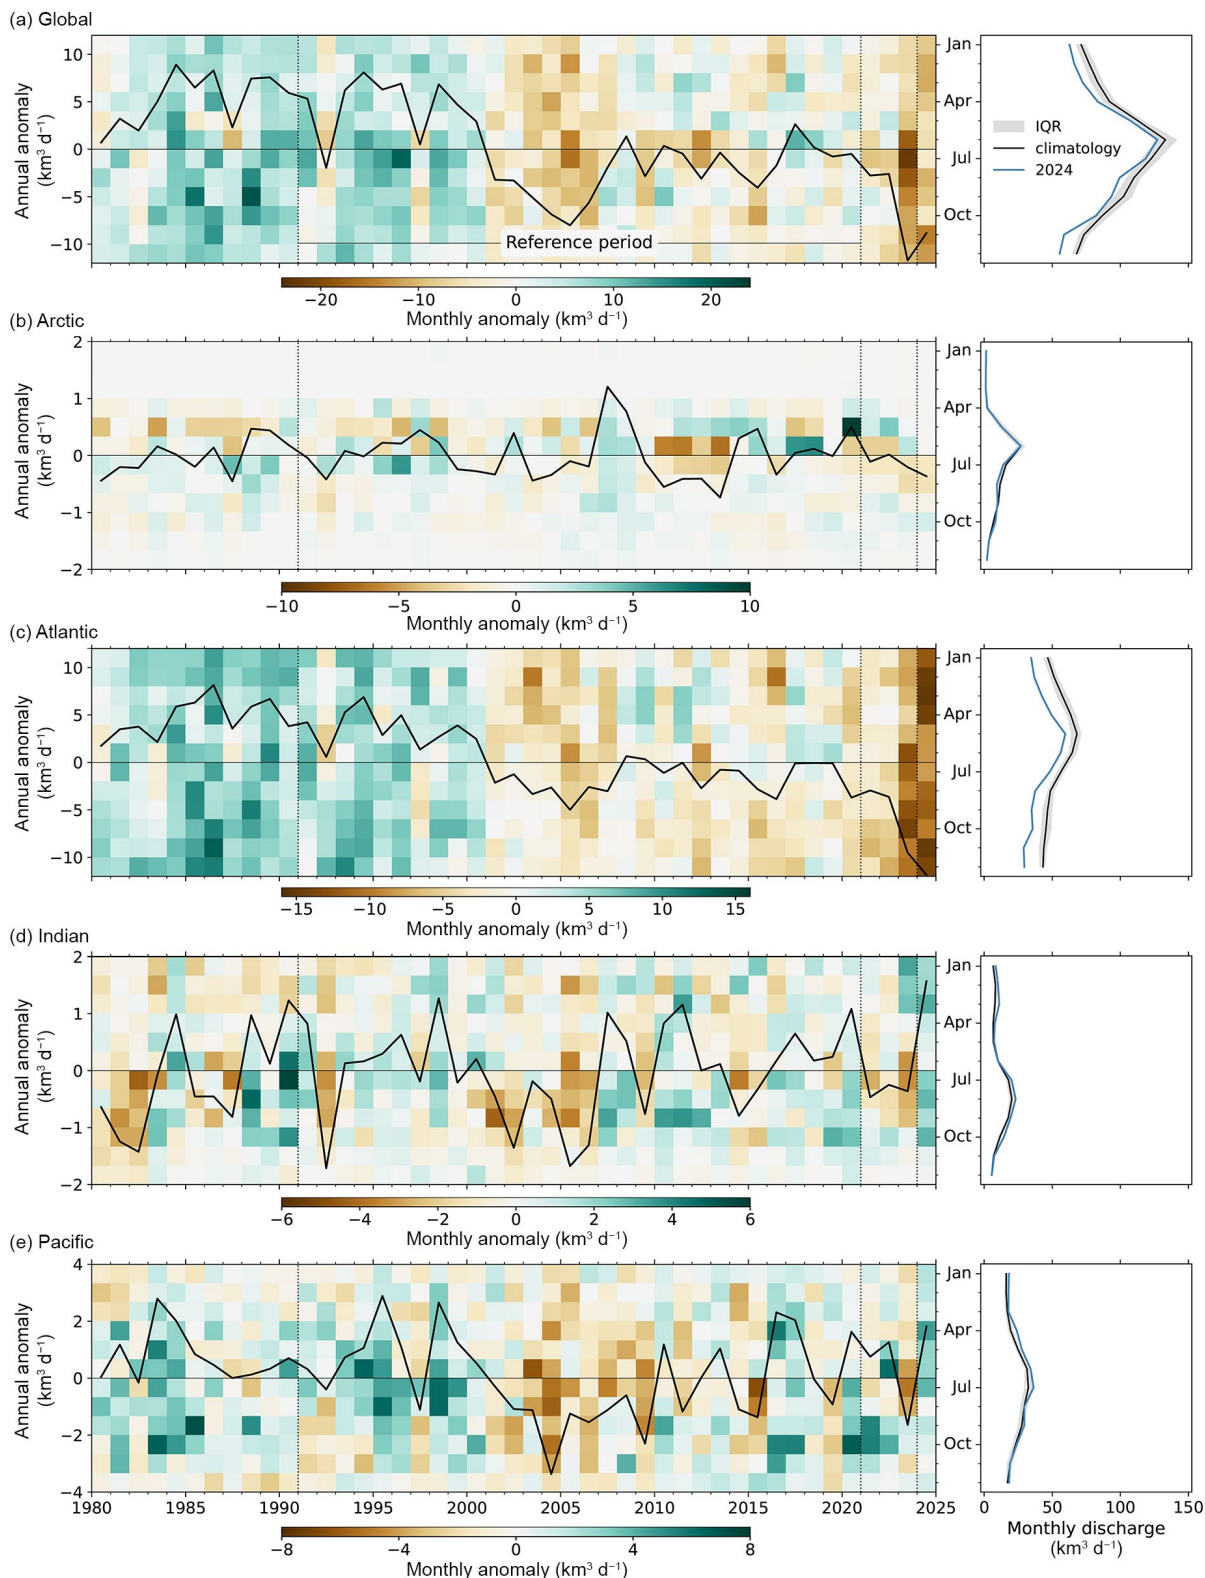 (a) Global
Annual anomaly
(km³ d⁻¹)
10
5
0
−5
−10
Reference period
Jan
Apr
Jul
Oct
IQR
climatology
2024
−20 −10 0 10 20
Monthly anomaly (km³ d⁻¹)
(b) Arctic
Annual anomaly
(km³ d⁻¹)
2
1
0
−1
−2
Jan
Apr
Jul
Oct
−10 −5 0 5 10
Monthly anomaly (km³ d⁻¹)
(c) Atlantic
Annual anomaly
(km³ d⁻¹)
10
5
0
−5
−10
Jan
Apr
Jul
Oct
−15 −10 −5 0 5 10 15
Monthly anomaly (km³ d⁻¹)
(d) Indian
Annual anomaly
(km³ d⁻¹)
2
1
0
−1
−2
Jan
Apr
Jul
Oct
−6 −4 −2 0 2 4 6
Monthly anomaly (km³ d⁻¹)
(e) Pacific
Annual anomaly
(km³ d⁻¹)
4
2
0
−2
−4
Jan
Apr
Jul
Oct
1980 1985 1990 1995 2000 2005 2010 2015 2020 2025
0 50 100 150
Monthly discharge
(km³ d⁻¹)
−8 −4 0 4 8
Monthly anomaly (km³ d⁻¹)